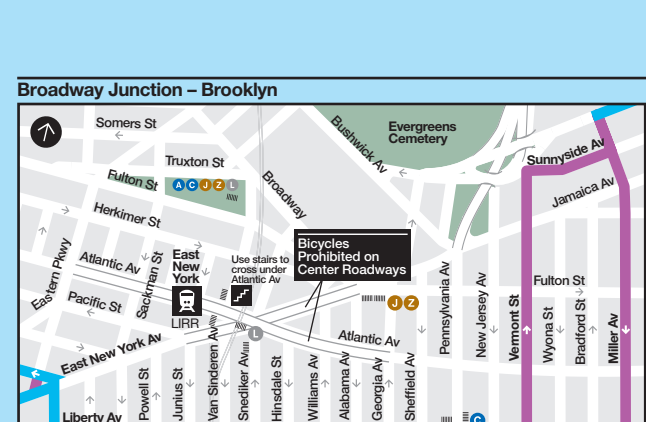 Broadway Junction – Brooklyn
Somers St
Bushwick Av
Evergreens
Cemetery
Truxton St
Sunnyside Av
Fulton St
A C J Z L
Broadway
Jamaica Av
Herkimer St
Bicycles
Prohibited on
Center Roadways
Eastern Pkwy
Atlantic Av
Sackman St
East
New
York
LIRR
Use stairs to
cross under
Atlantic Av
Pacific St
J Z
Fulton St
L
Atlantic Av
East New York Av
Pennsylvania Av
New Jersey Av
Vermont St
Wyona St
Bradford St
Miller Av
Liberty Av
Powell St
Junius St
Van Sinderen Av
Snediker Av
Hinsdale St
Williams Av
Alabama Av
Georgia Av
Sheffield Av
C